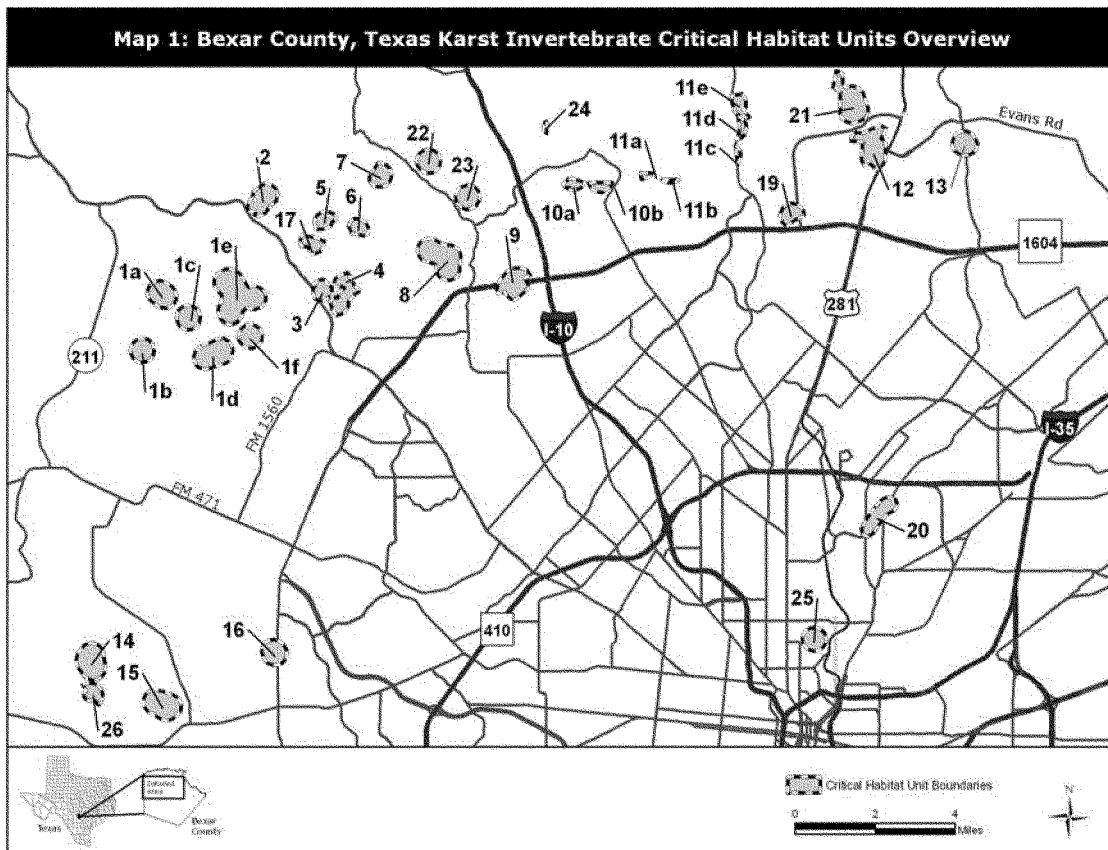 Map 1: Bexar County, Texas Karst Invertebrate Critical Habitat Units Overview
24
11e
11d
11c
21
Evans Rd
22
7
23
2
5
6
17
11a
11b
10a
10b
19
12
13
1604
1e
1c
1a
4
3
8
9
I-10
281
211
1b
1d
1f
FM 1560
I-35
FM 471
20
25
410
16
14
15
26
Texas
Detailed
Area
Bexar
County
Critical Habitat Unit Boundaries
N
0 2 4
Miles